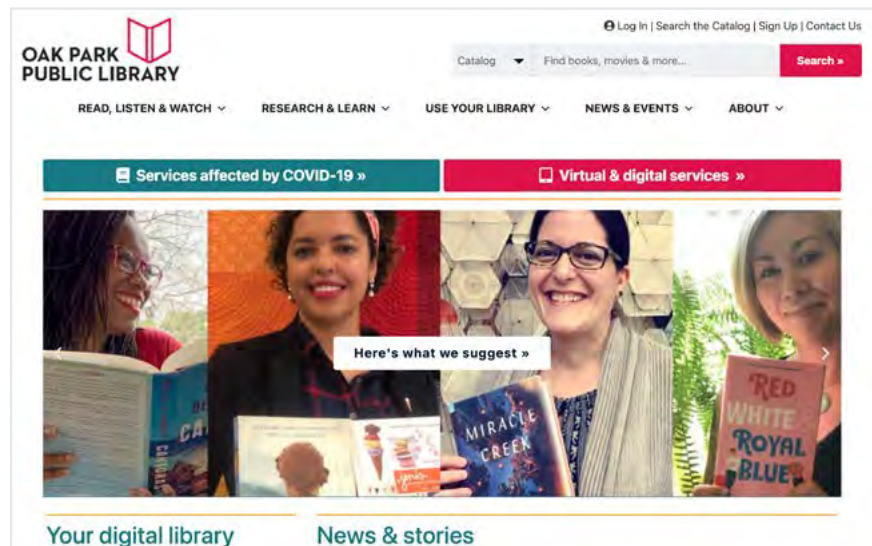 Log In | Search the Catalog | Sign Up | Contact Us
OAK PARK
PUBLIC LIBRARY
Catalog Find books, movies & more... Search »
READ, LISTEN & WATCH RESEARCH & LEARN USE YOUR LIBRARY NEWS & EVENTS ABOUT
Services affected by COVID-19 » Virtual & digital services »
Here's what we suggest »
MIRACLE
CREEK
RED
WHITE
ROYAL
BLUE
Your digital library News & stories